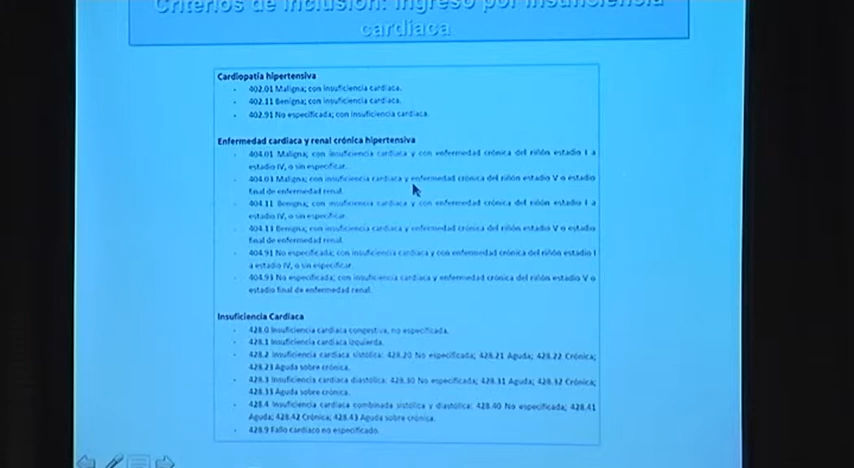 Criterios de inclusión: Ingreso por insuficiencia
cardiaca
Cardiopatía hipertensiva
- 402.01 Maligna; con insuficiencia cardiaca.
- 402.11 Benigna; con insuficiencia cardiaca.
- 402.91 No especificada; con insuficiencia cardiaca.
Enfermedad cardiaca y renal crónica hipertensiva
- 404.01 Maligna; con insuficiencia cardiaca y con enfermedad crónica del riñón estadio I a
estadio IV, o sin especificar.
- 404.03 Maligna; con insuficiencia cardiaca y enfermedad crónica del riñón estadio V o estadio
final de enfermedad renal.
- 404.11 Benigna; con insuficiencia cardiaca y con enfermedad crónica del riñón estadio I a
estadio IV, o sin especificar.
- 404.13 Benigna; con insuficiencia cardiaca y enfermedad crónica del riñón estadio V o estadio
final de enfermedad renal.
- 404.91 No especificada; con insuficiencia cardiaca y con enfermedad crónica del riñón estadio I
a estadio IV, o sin especificar.
- 404.93 No especificada; con insuficiencia cardiaca y enfermedad crónica del riñón estadio V o
estadio final de enfermedad renal.
Insuficiencia Cardiaca
- 428.0 Insuficiencia cardiaca congestiva, no especificada.
- 428.1 Insuficiencia cardiaca izquierda.
- 428.2 Insuficiencia cardiaca sistólica: 428.20 No especificada; 428.21 Aguda; 428.22 Crónica;
428.23 Aguda sobre crónica.
- 428.3 Insuficiencia cardiaca diastólica: 428.30 No especificada; 428.31 Aguda; 428.32 Crónica;
428.33 Aguda sobre crónica.
- 428.4 Insuficiencia cardiaca combinada sistólica y diastólica: 428.40 No especificada; 428.41
Aguda; 428.42 Crónica; 428.43 Aguda sobre crónica.
- 428.9 Fallo cardiaco no especificado.